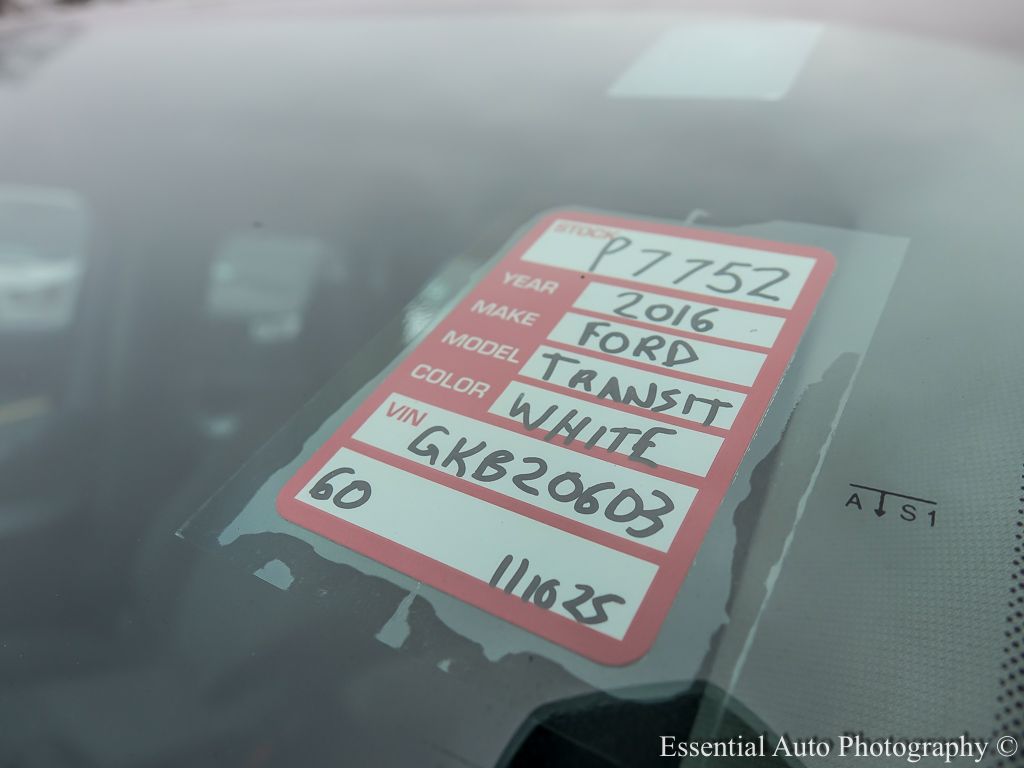 STOCK P7752
YEAR 2016
MAKE FORD
MODEL TRANSIT
COLOR WHITE
VIN GKB20603
60
111625
A S1
Essential Auto Photography ©